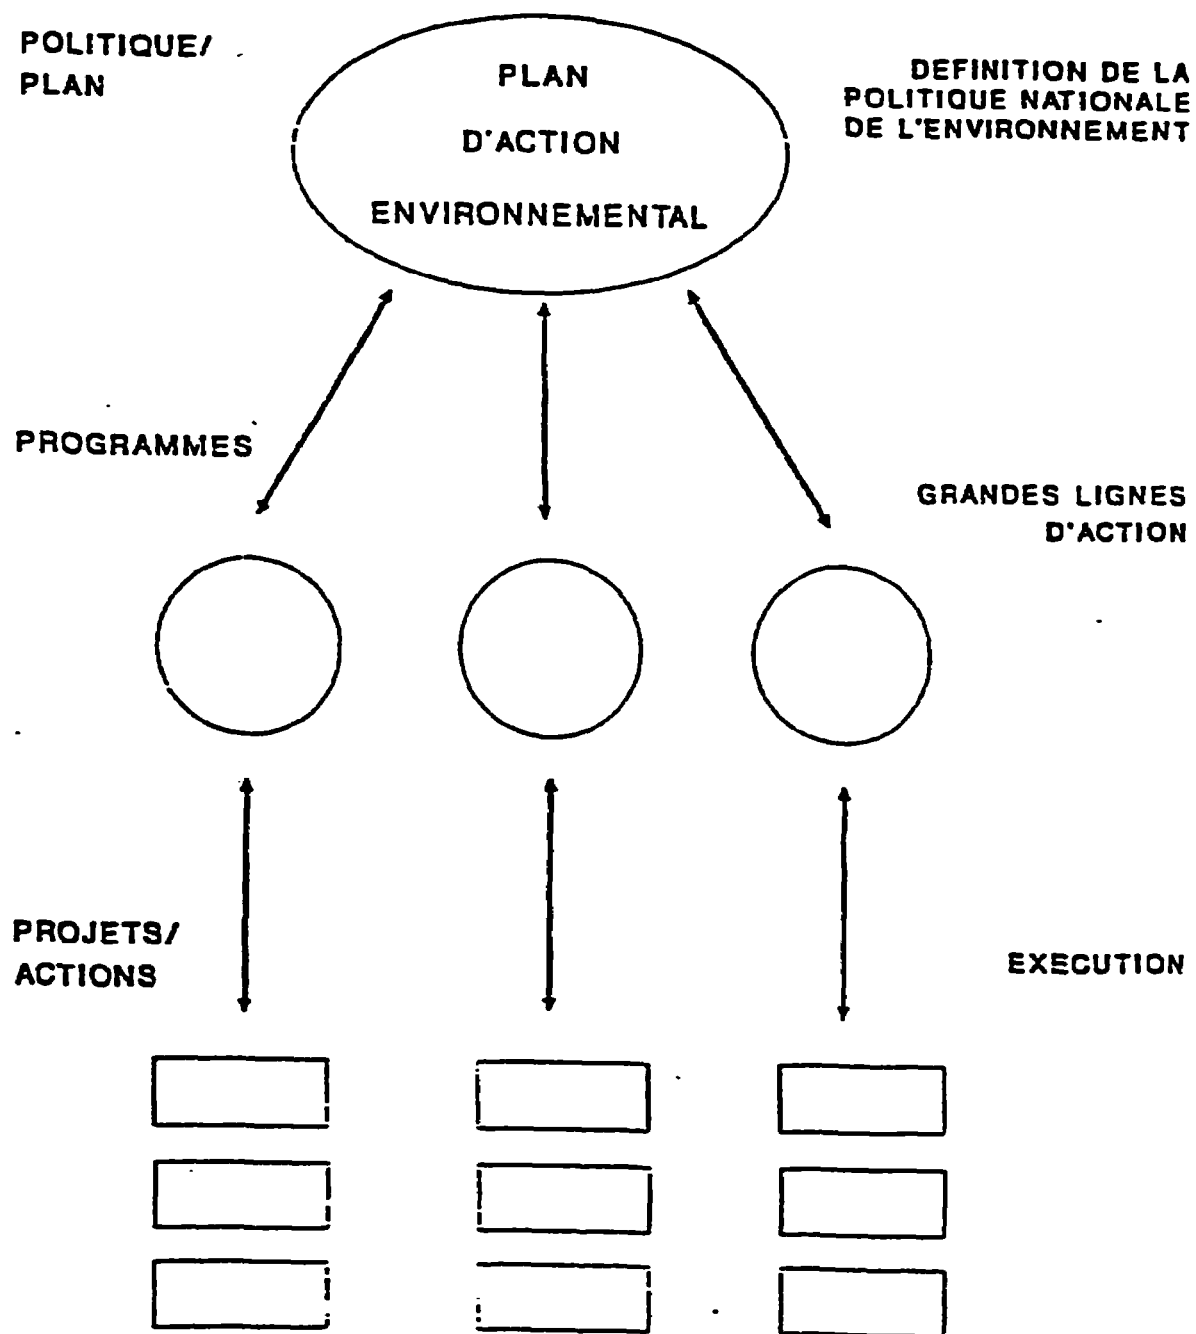 POLITIQUE/
PLAN
PLAN
D'ACTION
ENVIRONNEMENTAL
DEFINITION DE LA
POLITIQUE NATIONALE
DE L'ENVIRONNEMENT
PROGRAMMES
GRANDES LIGNES
D'ACTION
PROJETS/
ACTIONS
EXECUTION